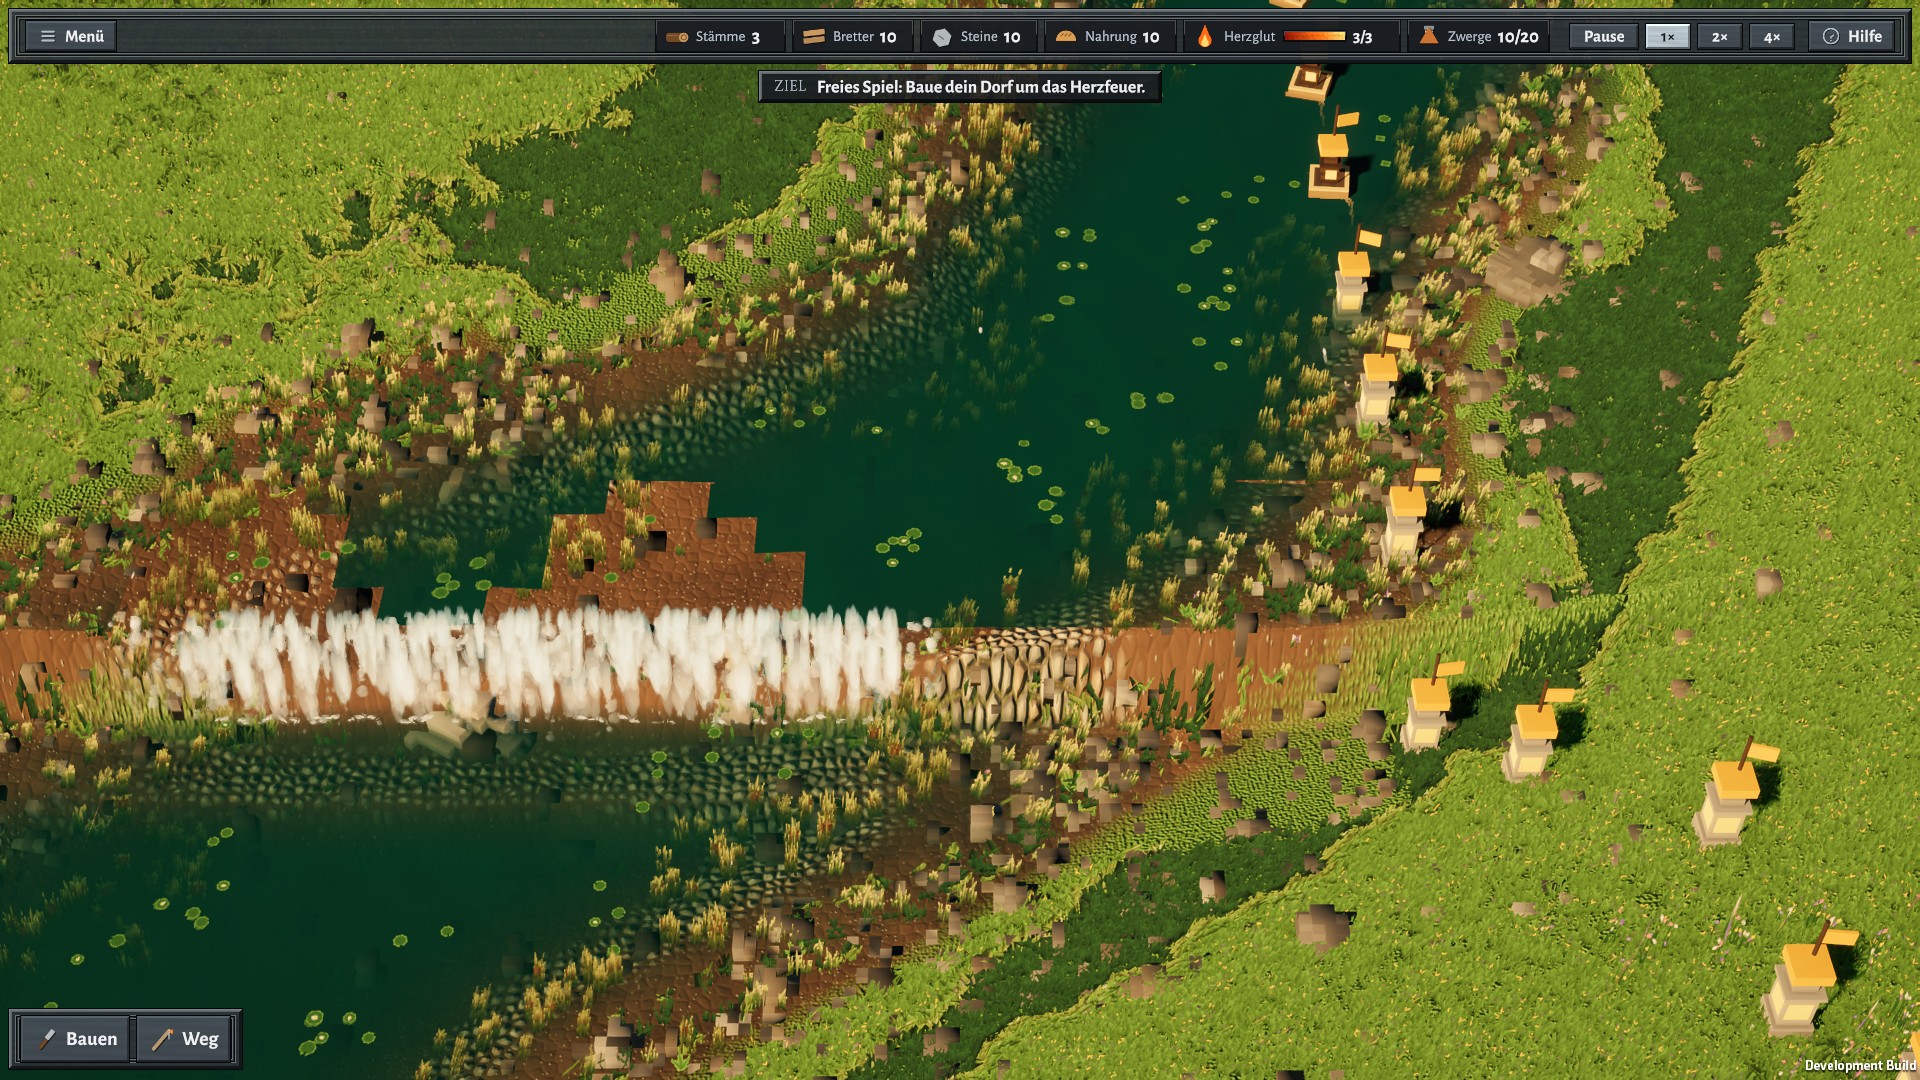 Menü
Stämme 3
Bretter 10
Steine 10
Nahrung 10
Herzglut 3/3
Zwerge 10/20
Pause
1×
2×
4×
Hilfe
ZIEL Freies Spiel: Baue dein Dorf um das Herzfeuer.
Bauen
Weg
Development Build